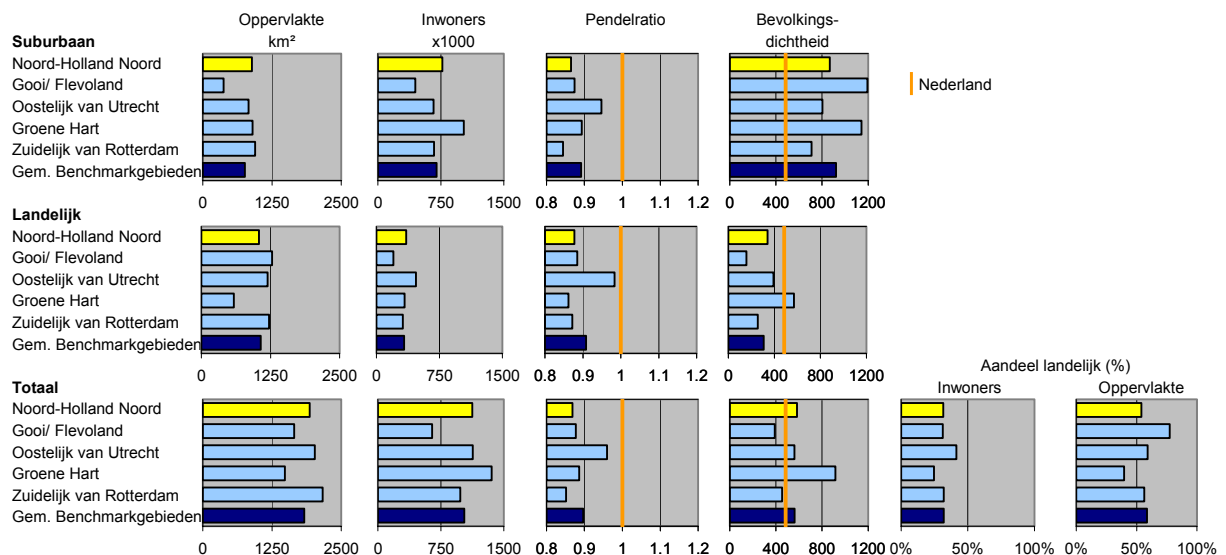 Oppervlakte Inwoners Pendelratio Bevolkings-
Suburbaan km² x1000 dichtheid
Noord-Holland Noord
Gooi/ Flevoland Nederland
Oostelijk van Utrecht
Groene Hart
Zuidelijk van Rotterdam
Gem. Benchmarkgebieden
0 1250 2500 0 750 1500 0.8 0.9 1 1.1 1.2 0 400 800 1200
Landelijk
Noord-Holland Noord
Gooi/ Flevoland
Oostelijk van Utrecht
Groene Hart
Zuidelijk van Rotterdam
Gem. Benchmarkgebieden
0 1250 2500 0 750 1500 0.8 0.9 1 1.1 1.2 0 400 800 1200
Aandeel landelijk (%)
Totaal Inwoners Oppervlakte
Noord-Holland Noord
Gooi/ Flevoland
Oostelijk van Utrecht
Groene Hart
Zuidelijk van Rotterdam
Gem. Benchmarkgebieden
0 1250 2500 0 750 1500 0.8 0.9 1 1.1 1.2 0 400 800 1200 0% 50% 100% 0% 50% 100%